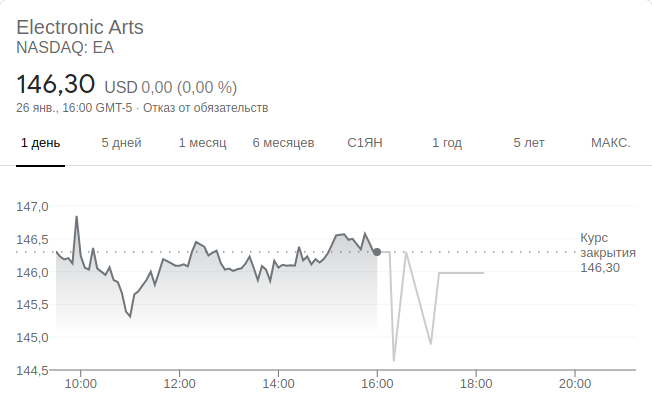 Electronic Arts
NASDAQ: EA
146,30 USD 0,00 (0,00 %)
26 янв., 16:00 GMT-5 · Отказ от обязательств
1 день 5 дней 1 месяц 6 месяцев С1ЯН 1 год 5 лет МАКС.
147,0
146,5
146,0
145,5
145,0
144,5
Курс
закрытия
146,30
10:00 12:00 14:00 16:00 18:00 20:00